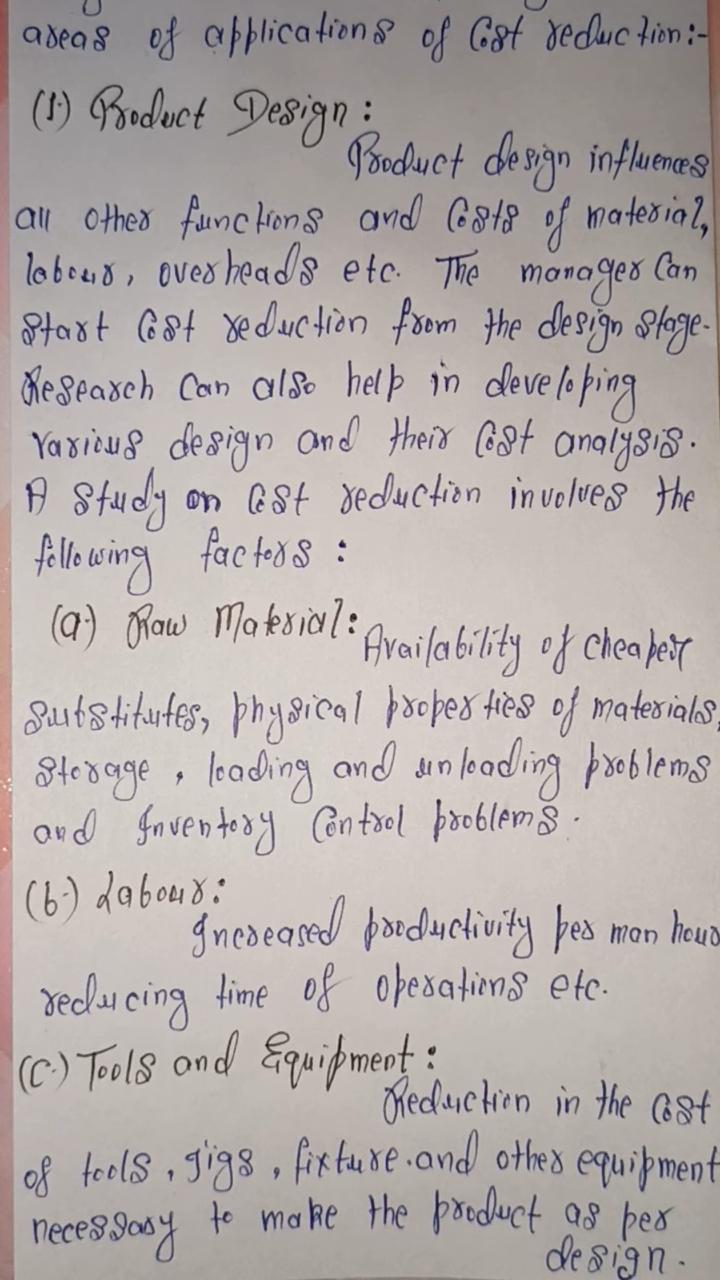 areas of applications of Cost reduction:-
(1.) Product Design:
Product design influences
all other functions and Costs of material,
labour, overheads etc. The manager Can
start Cost reduction from the design stage.
Research Can also help in developing
various design and their Cost analysis.
A study on Cost reduction involves the
following factors:
(a.) Raw Material:
Availability of cheaper
substitutes, physical properties of materials,
storage, loading and unloading problems
and Inventory Control problems.
(b.) Labour:
Increased productivity per man hour
reducing time of operations etc.
(C.) Tools and Equipment:
Reduction in the Cost
of tools, jigs, fixture.and other equipment
necessary to make the product as per
design.